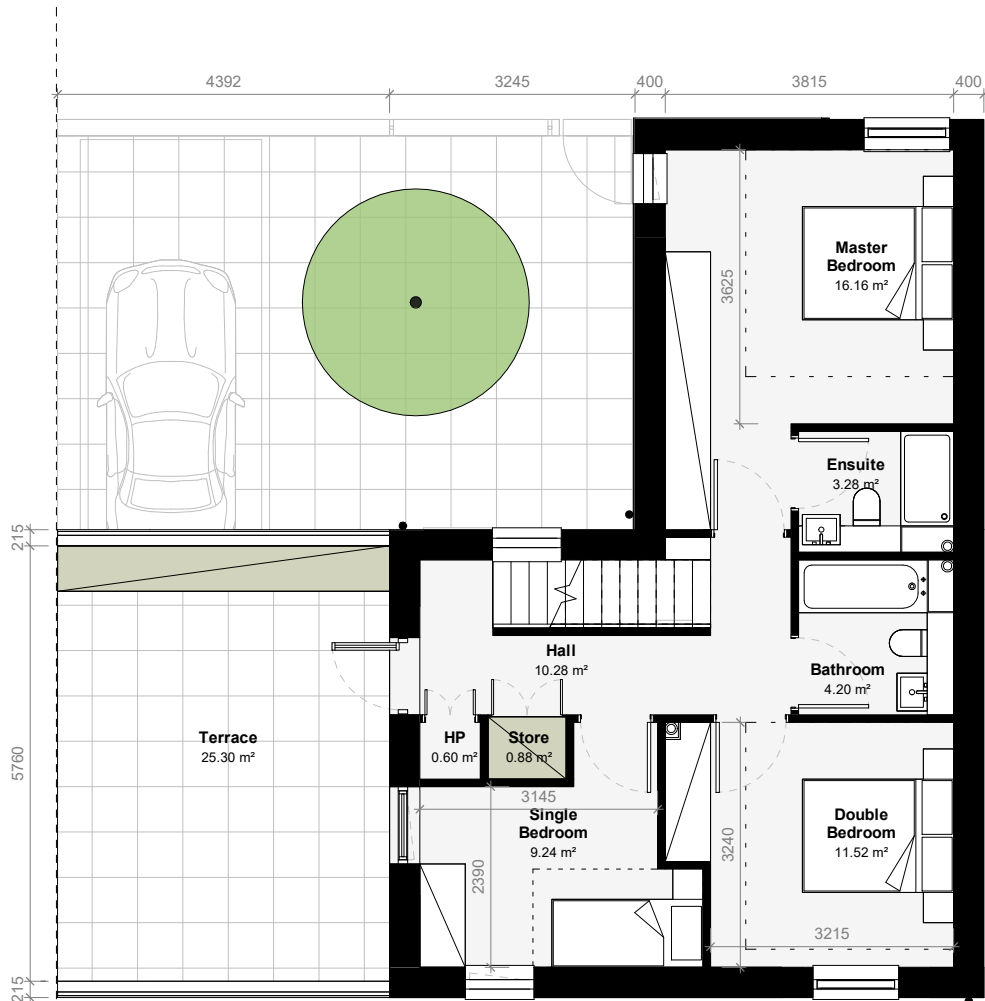 4392
3245
400
3815
400
3625
Master
Bedroom
16.16 m²
Ensuite
3.28 m²
215
Hall
10.28 m²
Bathroom
4.20 m²
Terrace
25.30 m²
HP
0.60 m²
Store
0.88 m²
5760
3145
Single
Bedroom
9.24 m²
2390
3240
Double
Bedroom
11.52 m²
3215
215